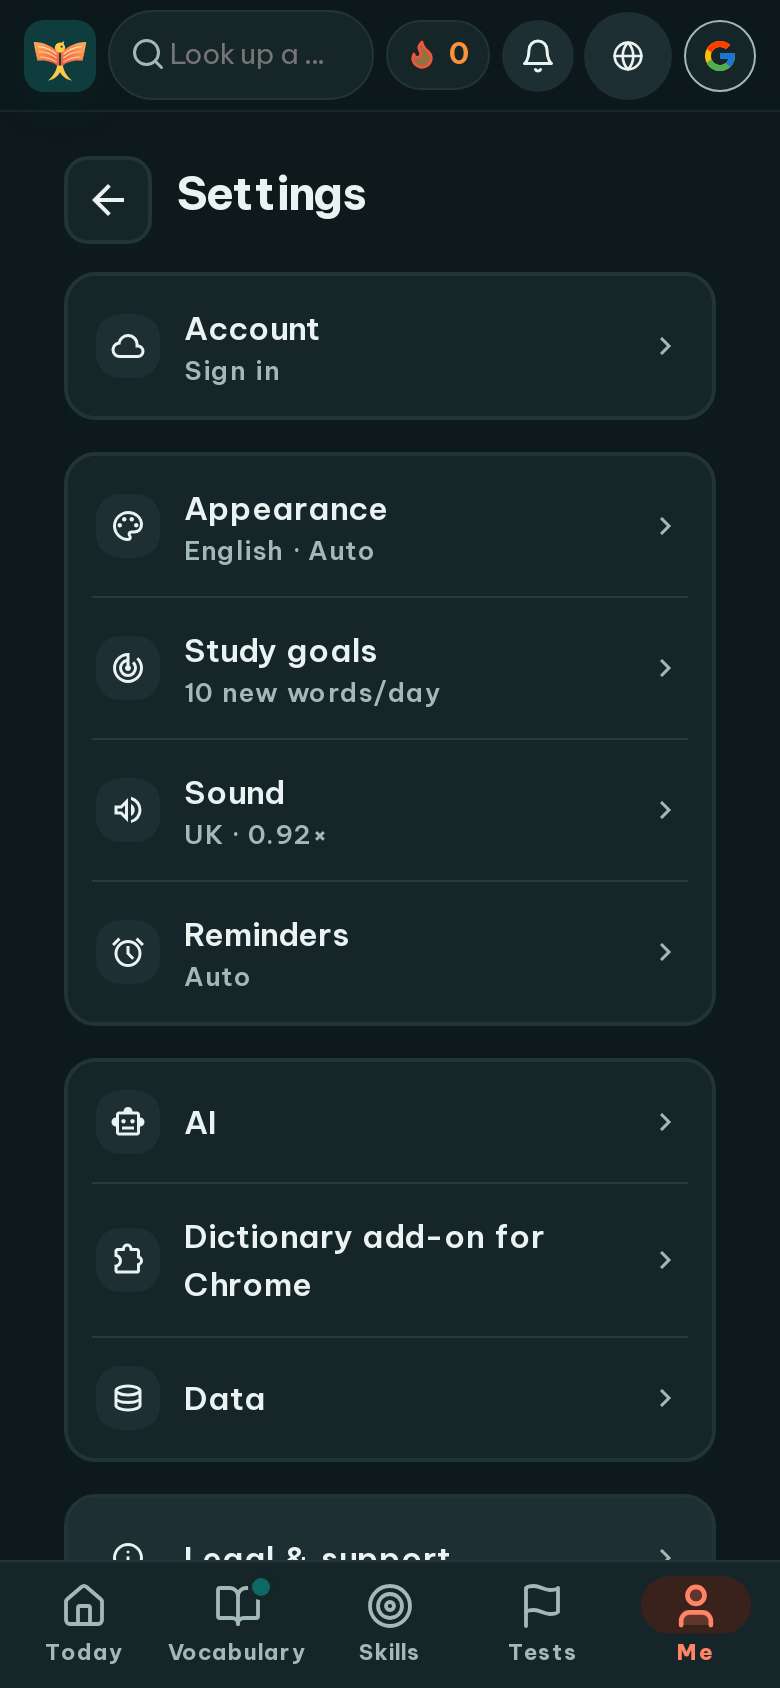 Look up a ...
0
Settings
Account
Sign in
Appearance
English · Auto
Study goals
10 new words/day
Sound
UK · 0.92×
Reminders
Auto
AI
Dictionary add-on for
Chrome
Data
Legal & support
Today
Vocabulary
Skills
Tests
Me